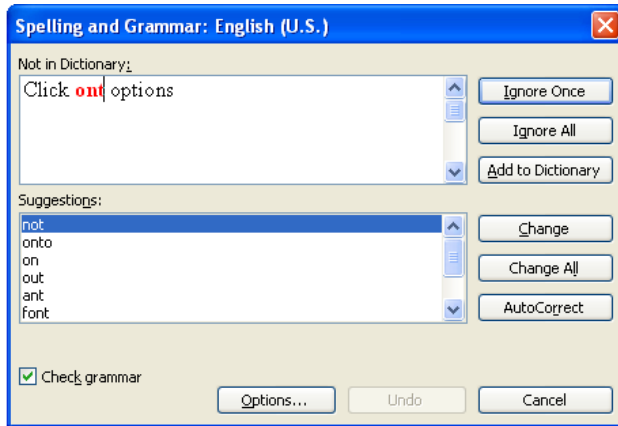 Spelling and Grammar: English (U.S.)
Not in Dictionary:
Click ont options
Ignore Once
Ignore All
Add to Dictionary
Suggestions:
not
onto
on
out
ant
font
Change
Change All
AutoCorrect
Check grammar
Options...
Undo
Cancel